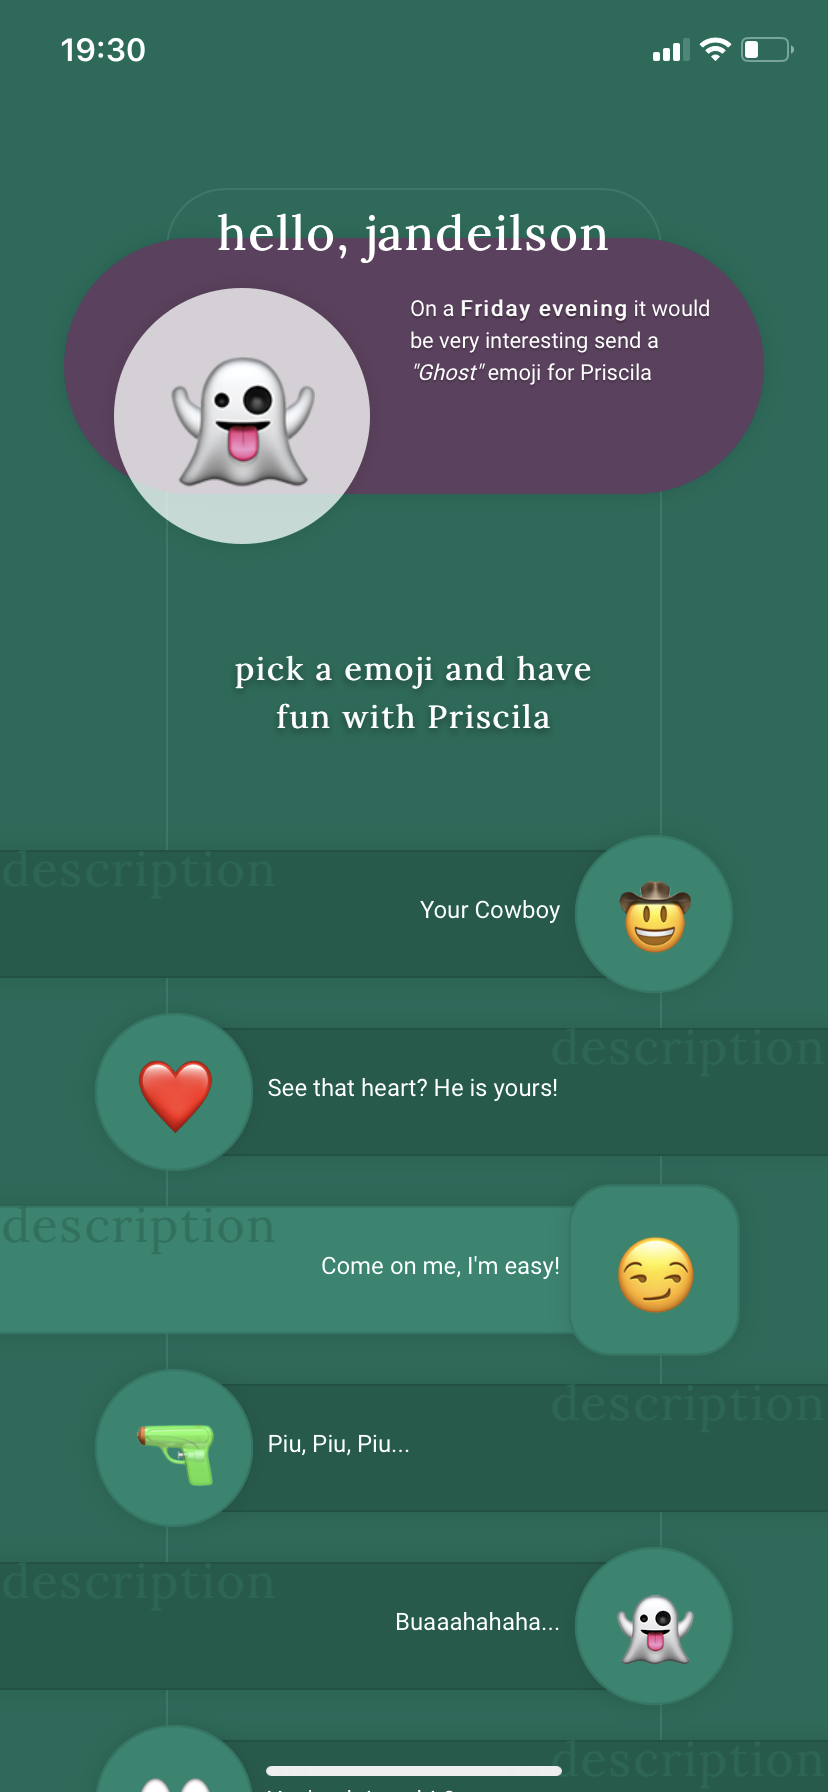 19:30
hello, jandeilson
On a Friday evening it would
be very interesting send a
"Ghost" emoji for Priscila
pick a emoji and have
fun with Priscila
description
Your Cowboy
description
See that heart? He is yours!
description
Come on me, I'm easy!
description
Piu, Piu, Piu...
description
Buaaahahaha...
description